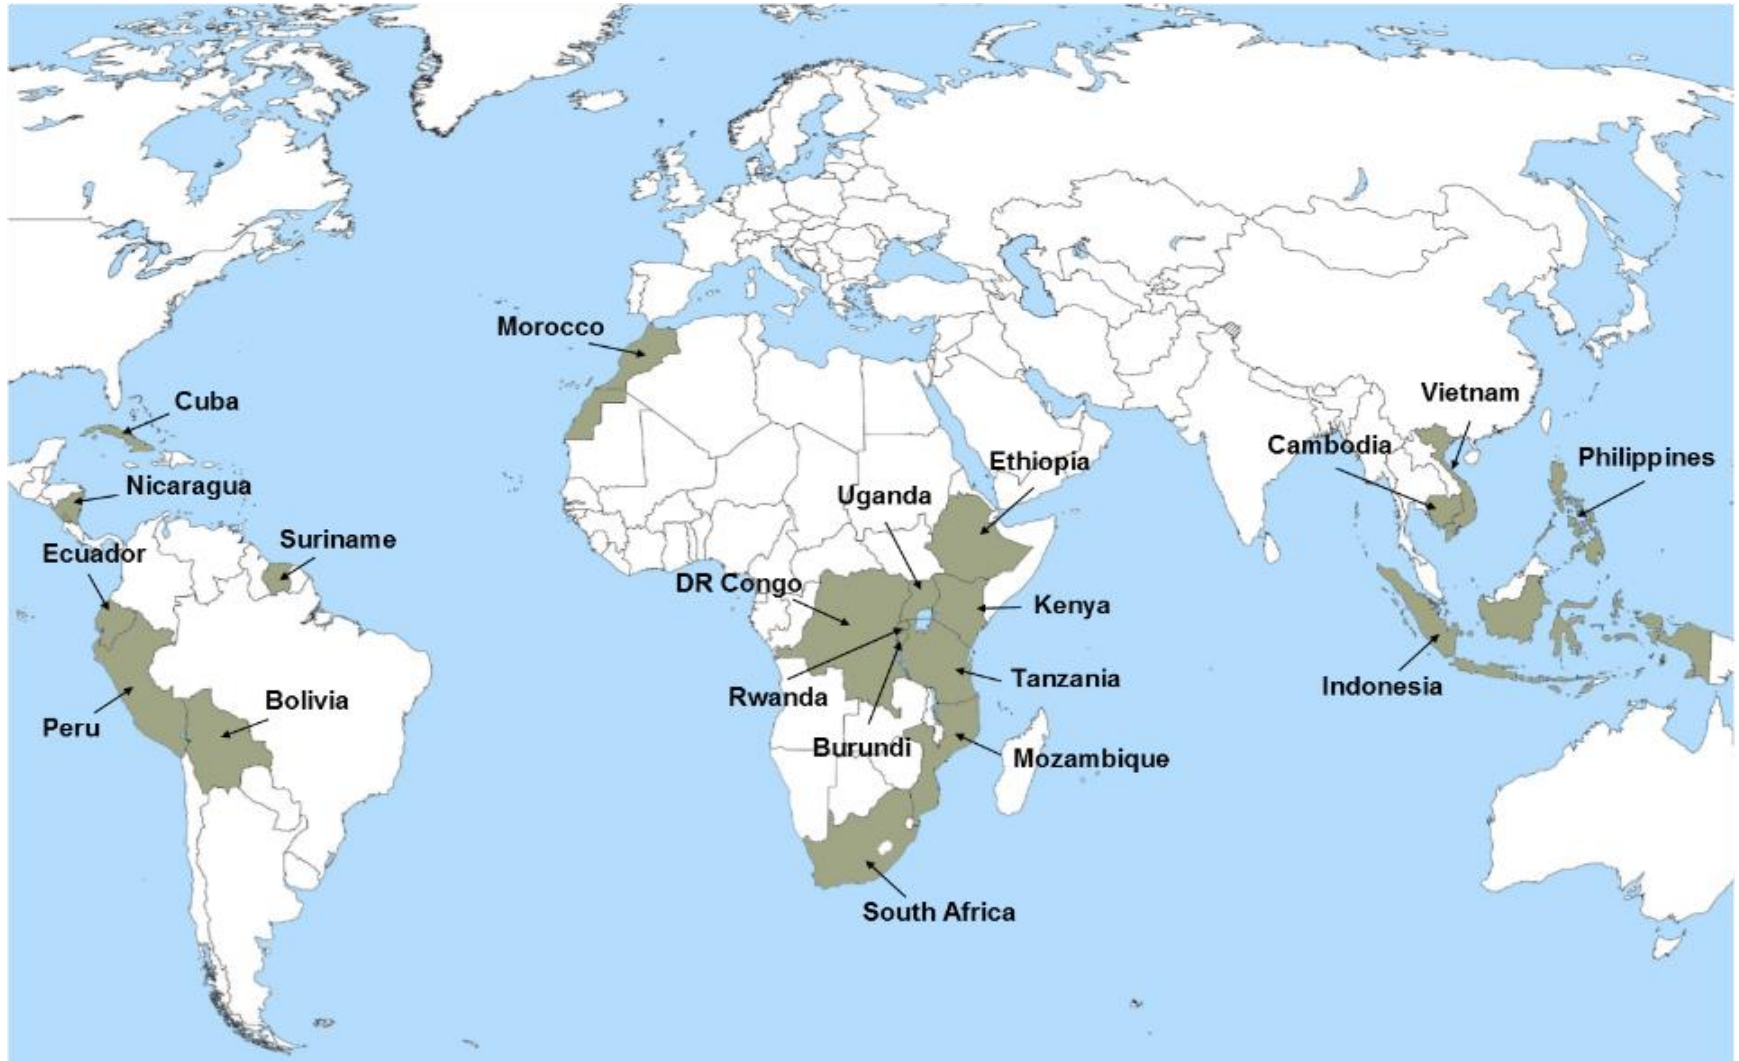 Morocco
Vietnam
Cuba
Cambodia
Philippines
Ethiopia
Nicaragua
Uganda
Suriname
Ecuador
DR Congo
Kenya
Tanzania
Indonesia
Rwanda
Bolivia
Peru
Burundi
Mozambique
South Africa